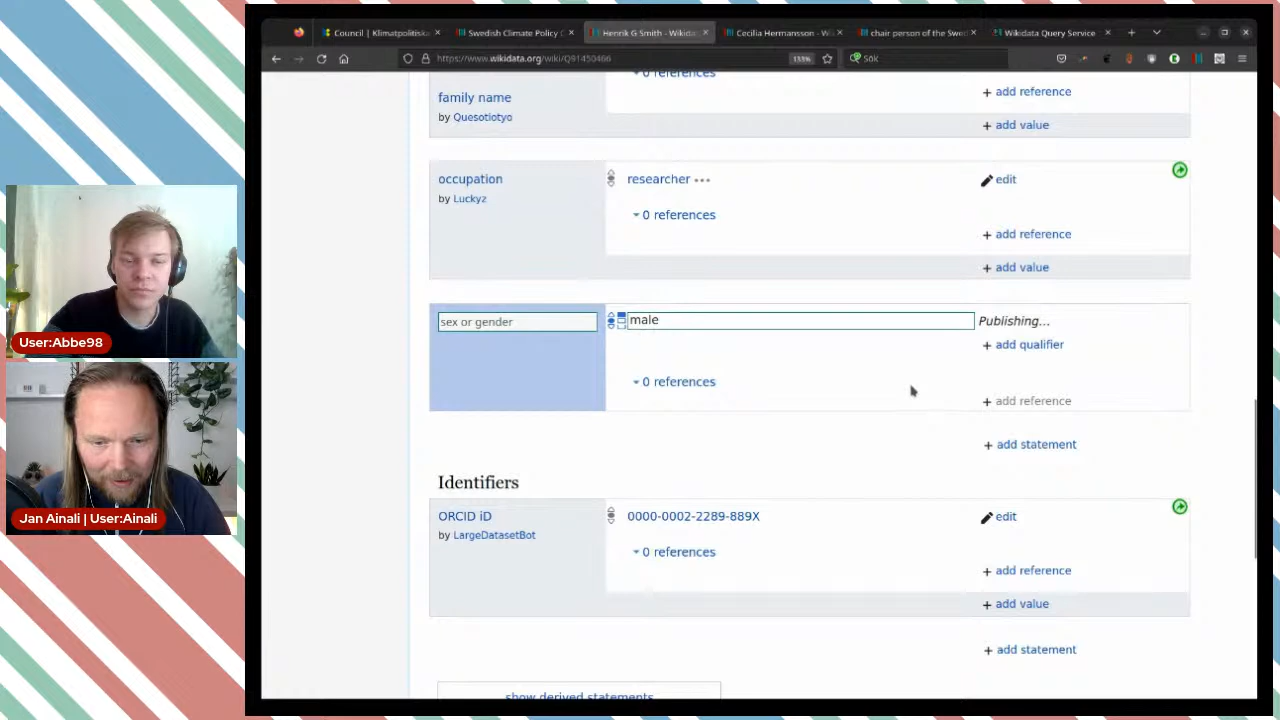 Council | Klimatpolitiska
Swedish Climate Policy C
Henrik G Smith - Wikidat
Cecilia Hermansson - Wi
chair person of the Swed
Wikidata Query Service
https://www.wikidata.org/wiki/Q91450466
133%
Sök
0 references
+ add reference
family name
by Quesotiotyo
+ add value
occupation
by Luckyz
researcher
edit
0 references
+ add reference
+ add value
sex or gender
male
Publishing...
+ add qualifier
0 references
+ add reference
+ add statement
Identifiers
ORCID iD
by LargeDatasetBot
0000-0002-2289-889X
edit
0 references
+ add reference
+ add value
+ add statement
show derived statements
User:Abbe98
Jan Ainali | User:Ainali